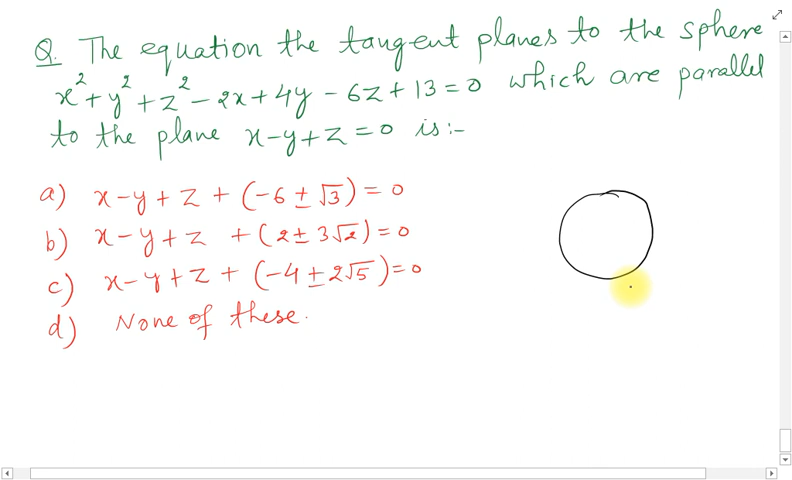 Q. The equation the tangent planes to the sphere
x² + y² + z² - 2x + 4y - 6z + 13 = 0 which are parallel
to the plane x - y + z = 0 is :-
a) x - y + z + (-6 ± √3) = 0
b) x - y + z + (2 ± 3√2) = 0
c) x - y + z + (-4 ± 2√5) = 0
d) None of these.